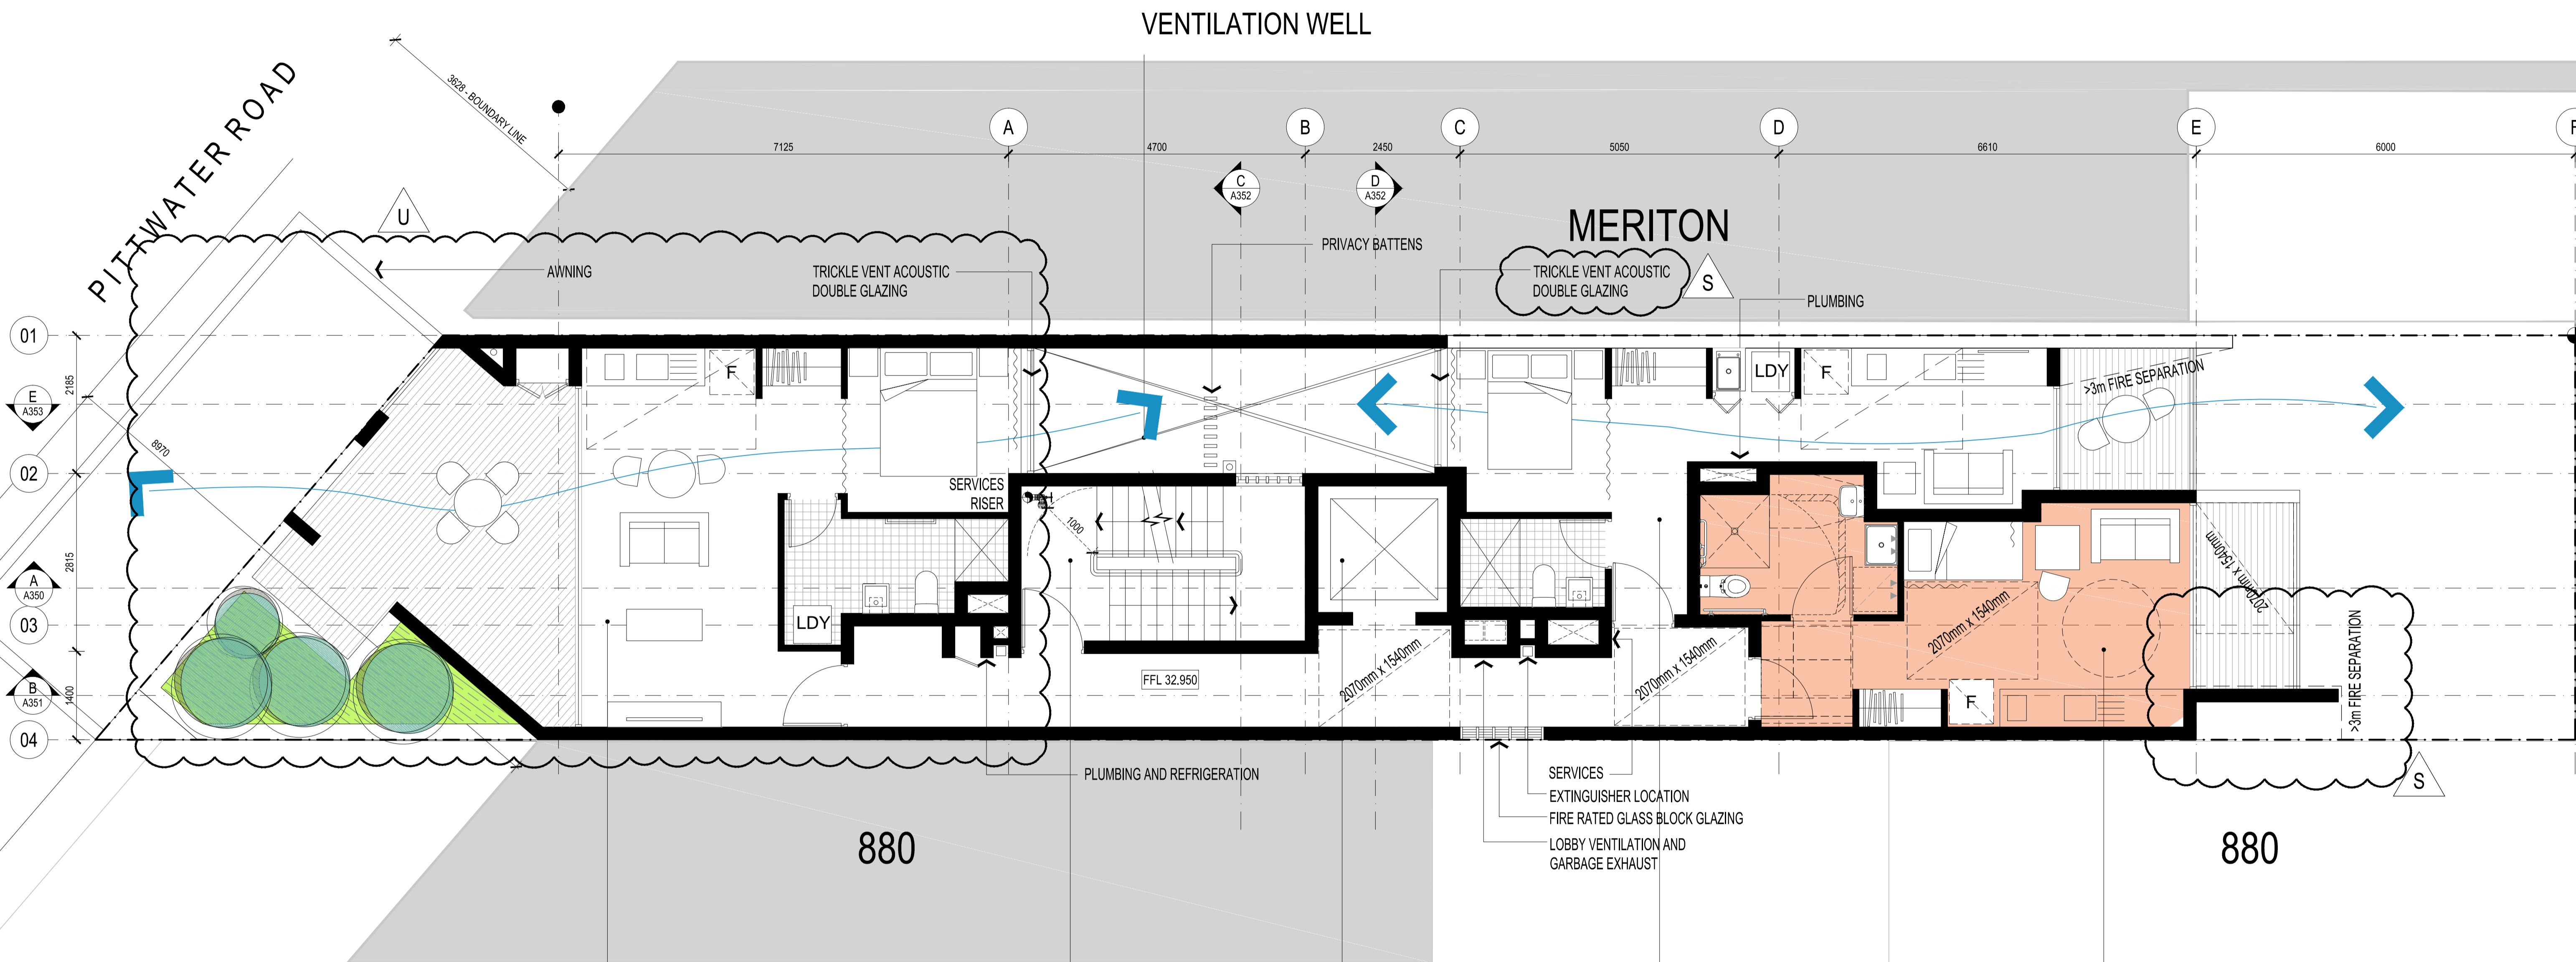 VENTILATION WELL
PITTWATER ROAD
3628 - BOUNDARY LINE
A
B
C
D
E
F
7125
4700
2450
5050
6610
6000
C
A352
D
A352
U
MERITON
PRIVACY BATTENS
AWNING
TRICKLE VENT ACOUSTIC
DOUBLE GLAZING
TRICKLE VENT ACOUSTIC
DOUBLE GLAZING
S
PLUMBING
01
2185
E
A353
8970
02
2815
A
A350
03
B
A351
1400
04
F
LDY
F
>3m FIRE SEPARATION
SERVICES
RISER
1000
LDY
2070mm x 1540mm
2070mm x 1540mm
2070mm x 1540mm
2070mm x 1540mm
F
>3m FIRE SEPARATION
FFL 32.950
PLUMBING AND REFRIGERATION
SERVICES
EXTINGUISHER LOCATION
FIRE RATED GLASS BLOCK GLAZING
LOBBY VENTILATION AND
GARBAGE EXHAUST
S
880
880